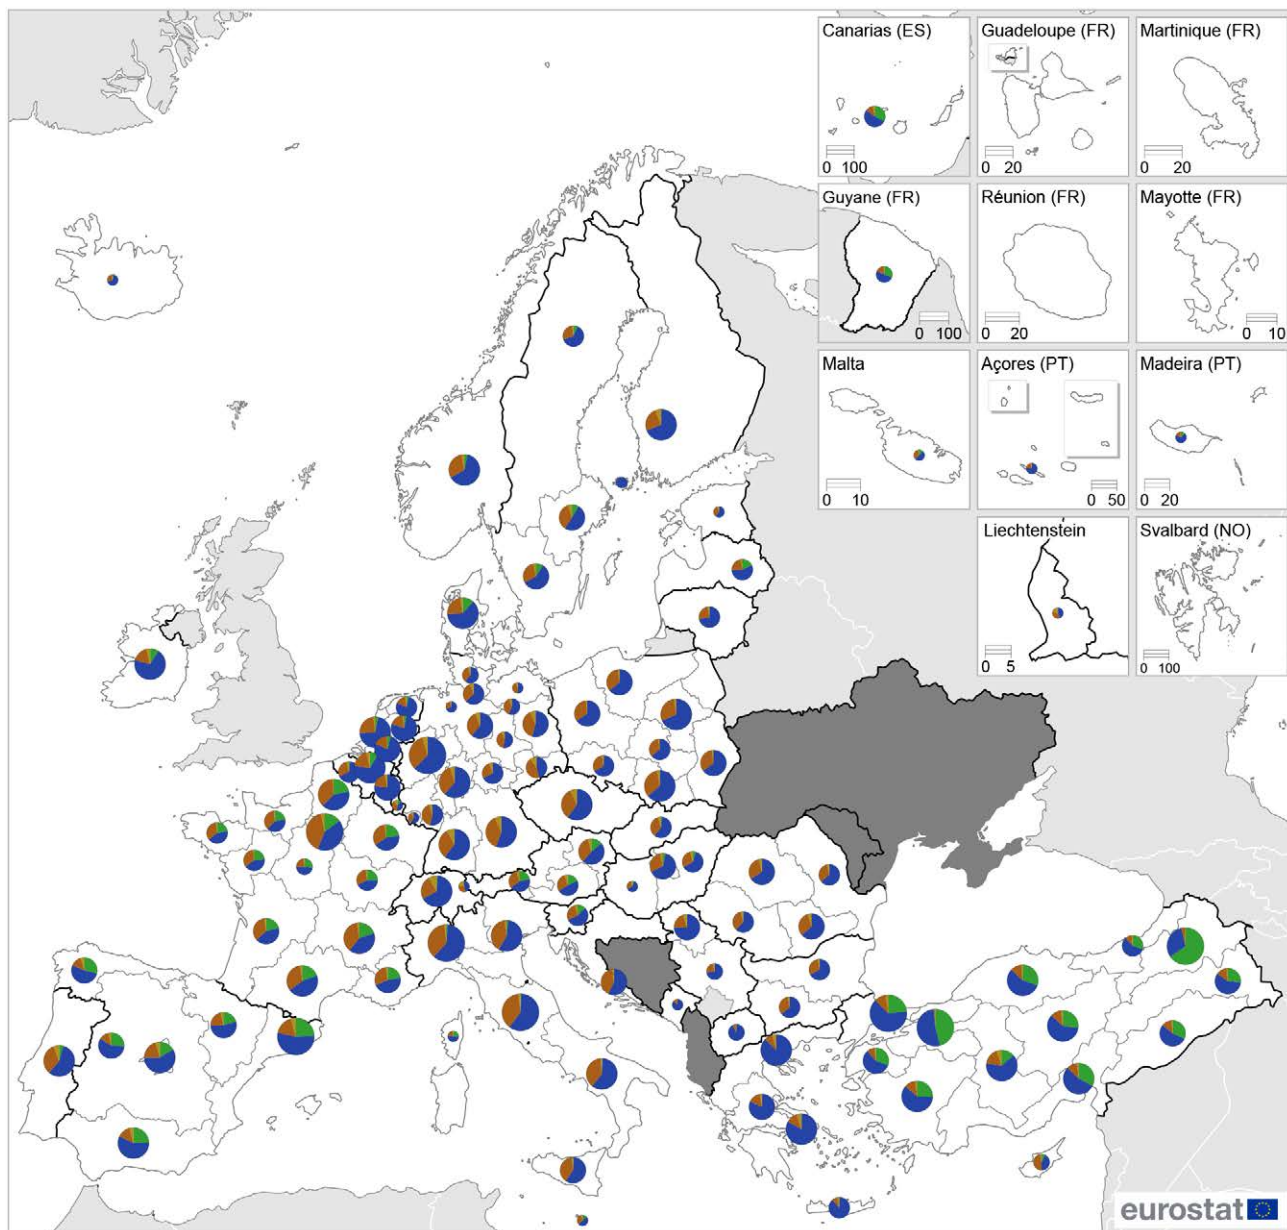 Canarias (ES)
0 100
Guadeloupe (FR)
0 20
Martinique (FR)
0 20
Guyane (FR)
0 100
Réunion (FR)
0 20
Mayotte (FR)
0 10
Malta
0 10
Açores (PT)
0 50
Madeira (PT)
0 20
Liechtenstein
0 5
Svalbard (NO)
0 100
eurostat